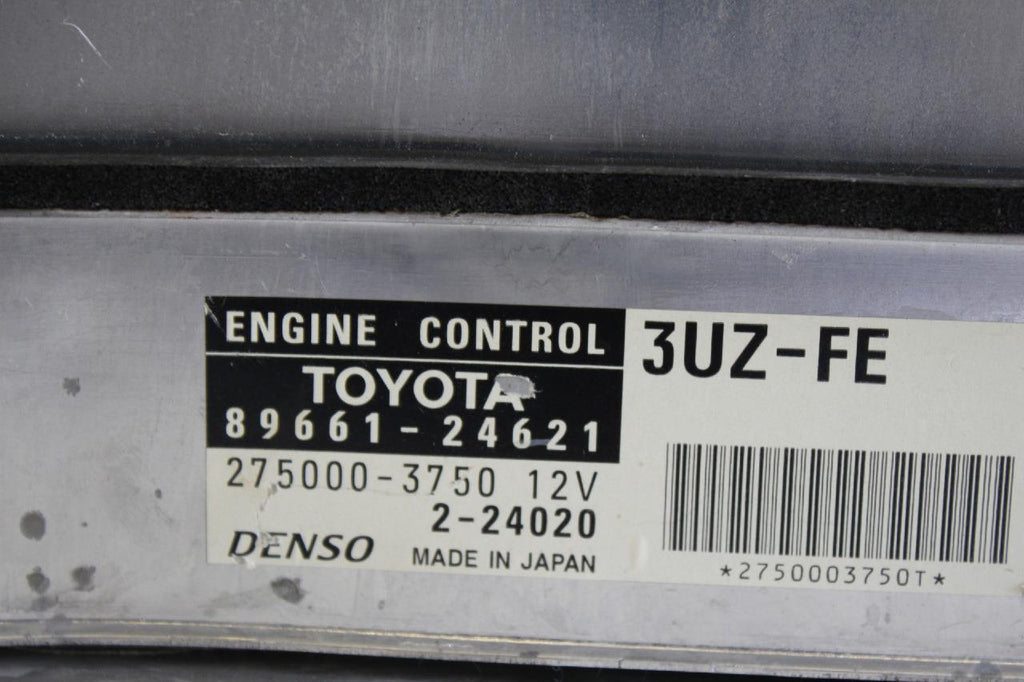 ENGINE CONTROL
TOYOTA
89661-24621
275000-3750 12V
2-24020
DENSO MADE IN JAPAN
3UZ-FE
*2750003750T*